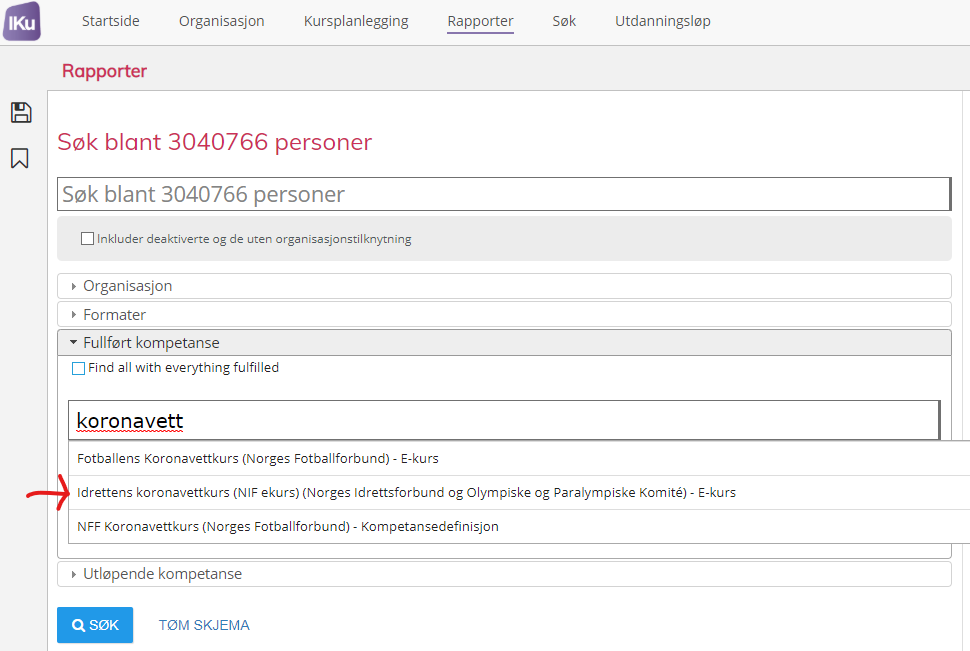 IKu Startside Organisasjon Kursplanlegging Rapporter Søk Utdanningsløp
Rapporter
Søk blant 3040766 personer
Søk blant 3040766 personer
Inkluder deaktiverte og de uten organisasjonstilknytning
Organisasjon
Formater
Fullført kompetanse
Find all with everything fulfilled
koronavett
Fotballens Koronavettkurs (Norges Fotballforbund) - E-kurs
Idrettens koronavettkurs (NIF ekurs) (Norges Idrettsforbund og Olympiske og Paralympiske Komité) - E-kurs
NFF Koronavettkurs (Norges Fotballforbund) - Kompetansedefinisjon
Utløpende kompetanse
SØK TØM SKJEMA